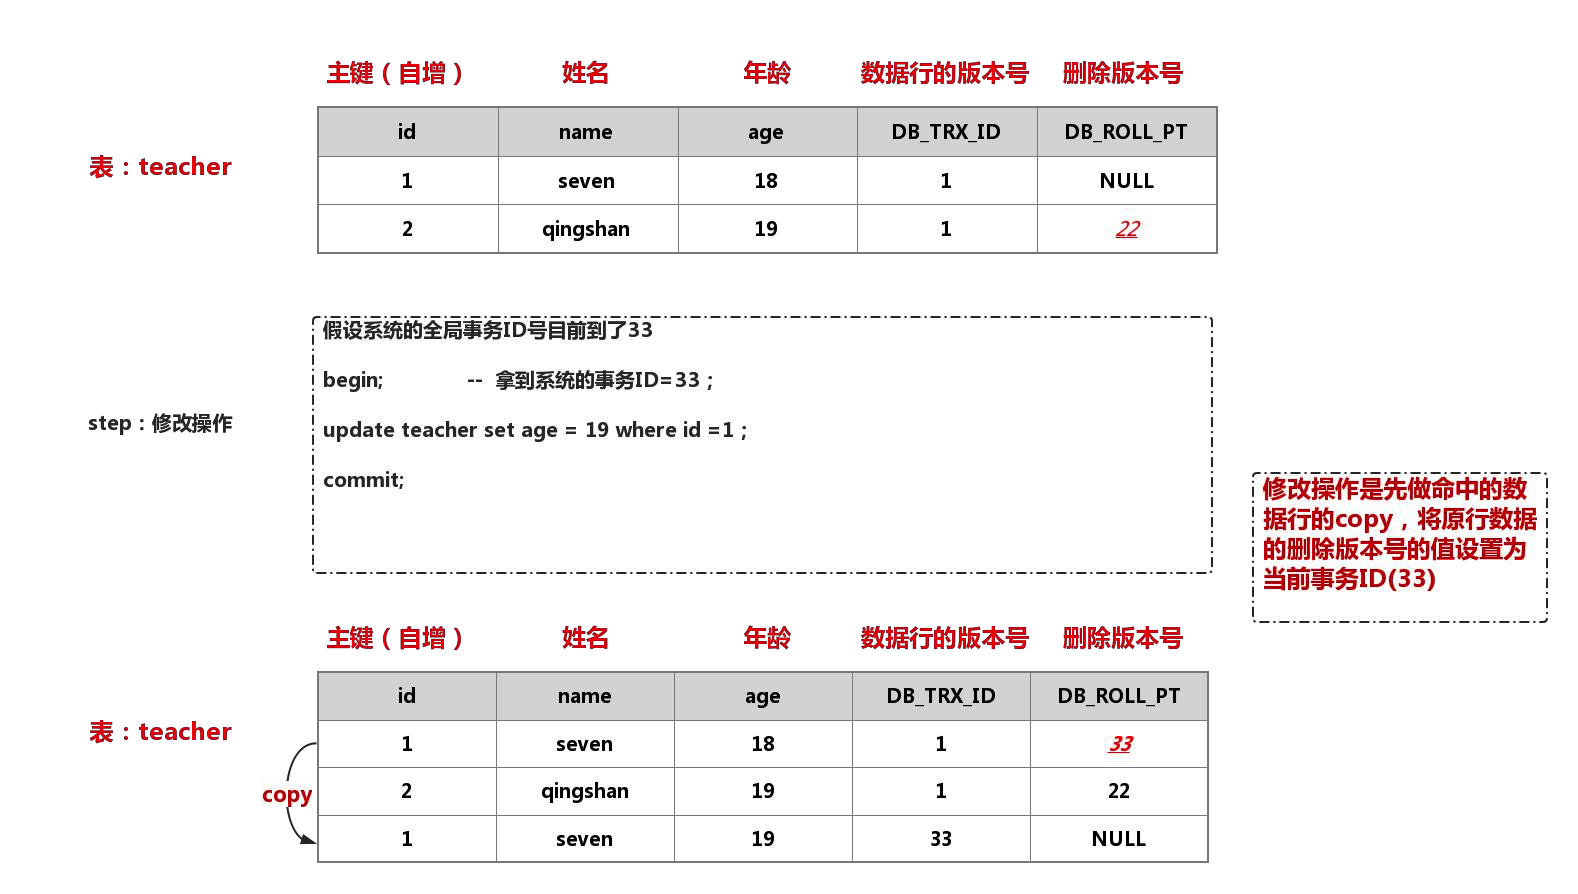 主键（自增） 姓名 年龄 数据行的版本号 删除版本号
表：teacher
id name age DB_TRX_ID DB_ROLL_PT
1 seven 18 1 NULL
2 qingshan 19 1 22
step：修改操作
假设系统的全局事务ID号目前到了33
begin; -- 拿到系统的事务ID=33；
update teacher set age = 19 where id =1；
commit;
修改操作是先做命中的数
据行的copy，将原行数据
的删除版本号的值设置为
当前事务ID(33)
主键（自增） 姓名 年龄 数据行的版本号 删除版本号
表：teacher
id name age DB_TRX_ID DB_ROLL_PT
1 seven 18 1 33
copy
2 qingshan 19 1 22
1 seven 19 33 NULL